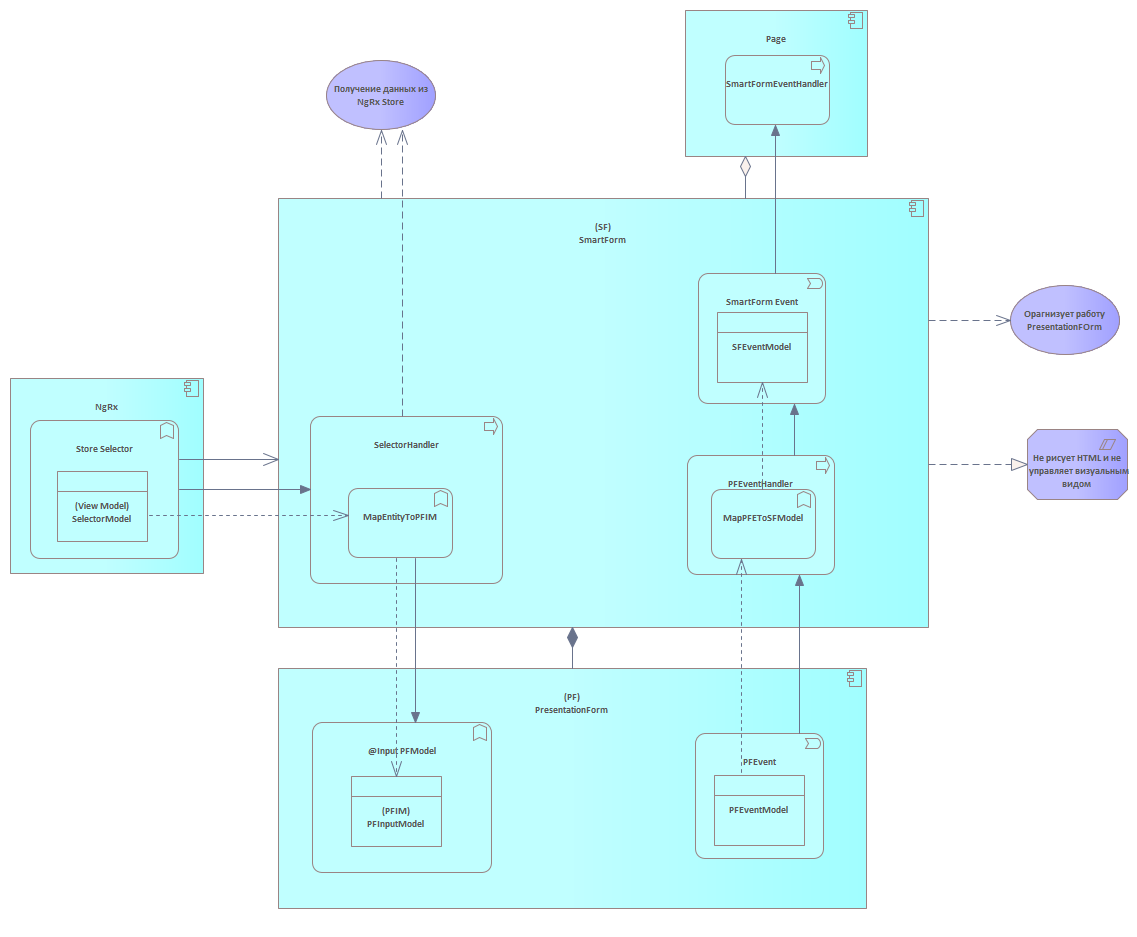 Page
SmartFormEventHandler
Получение данных из
NgRx Store
(SF)
SmartForm
SmartForm Event
SFEventModel
Орагнизует работу
PresentationFOrm
NgRx
Store Selector
(View Model)
SelectorModel
SelectorHandler
MapEntityToPFIM
PFEventHandler
MapPFEToSFModel
Не рисует HTML и не
управляет визуальным
видом
(PF)
PresentationForm
@Input PFModel
(PFIM)
PFInputModel
PFEvent
PFEventModel